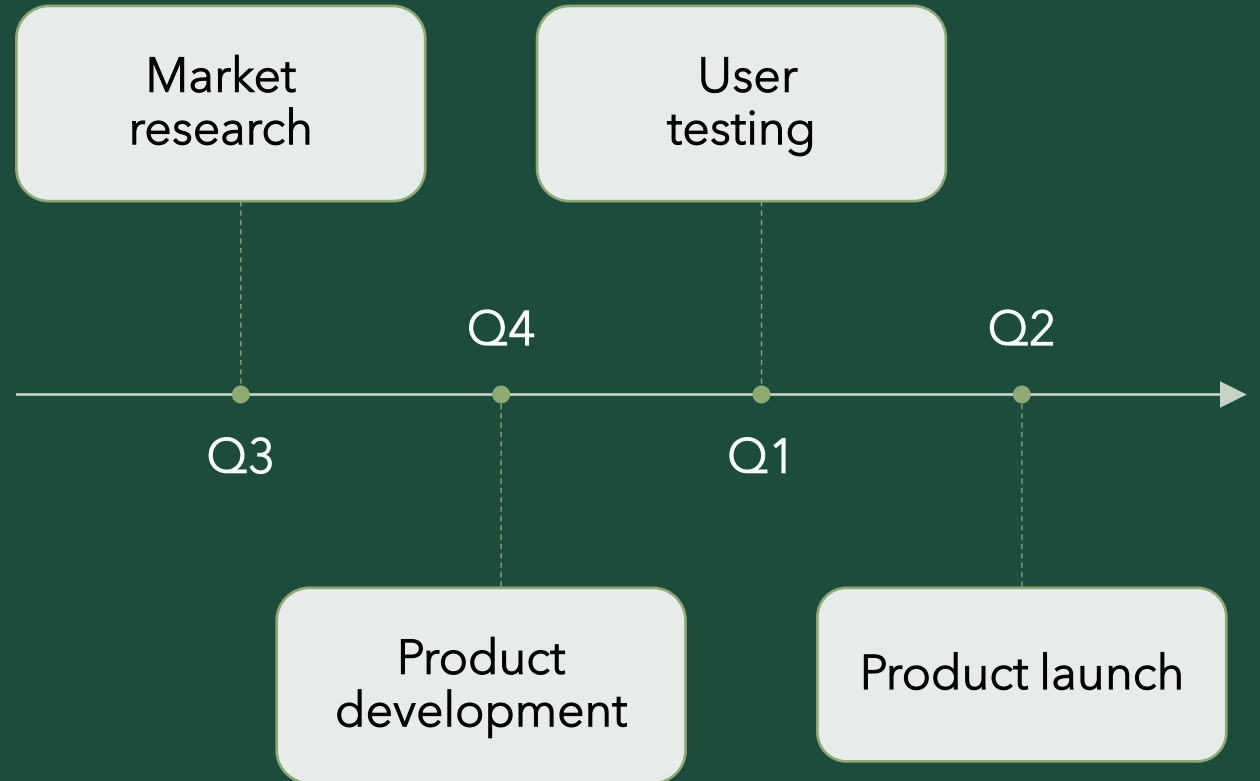 Market
research
User
testing
Q4
Q2
Q3
Q1
Product
development
Product launch